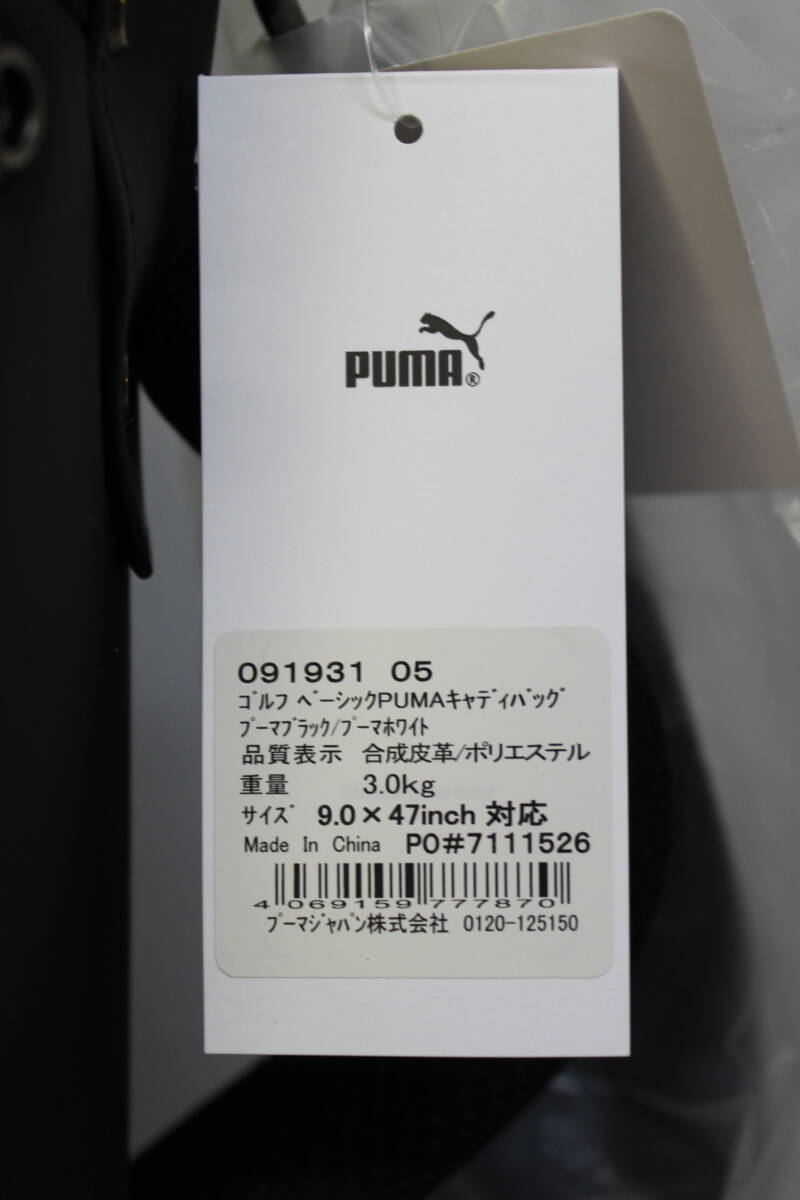 PUMA®
091931 05
ｺﾞﾙﾌ ﾍﾞｰｼｯｸPUMAｷｬﾃﾞｨﾊﾞｯｸﾞ
ﾌﾟｰﾏﾌﾞﾗｯｸ/ﾌﾟｰﾏﾎﾜｲﾄ
品質表示 合成皮革/ポリエステル
重量 3.0kg
ｻｲｽﾞ 9.0×47inch 対応
Made In China PO#7111526
4 069159 777870
ﾌﾟｰﾏｼﾞｬﾊﾟﾝ株式会社 0120-125150